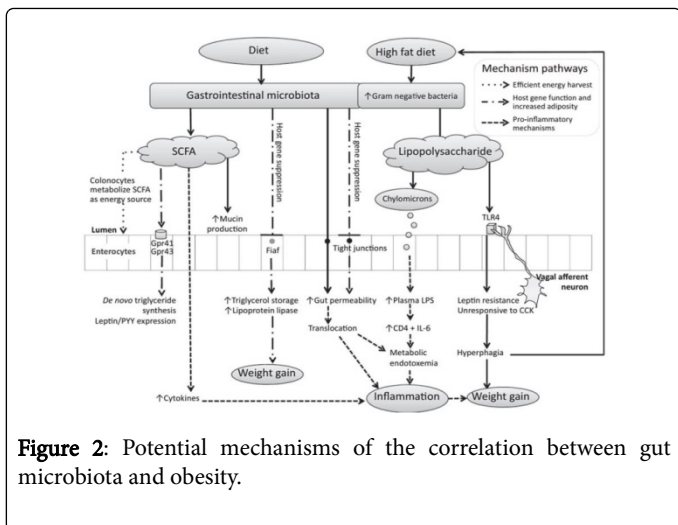 Diet
High fat diet
Mechanism pathways
Efficient energy harvest
Host gene function and
increased adiposity
Pro-inflammatory
mechanisms
Gastrointestinal microbiota
↑Gram negative bacteria
SCFA
Host gene suppression
Host gene suppression
Lipopolysaccharide
Colonocytes
metabolize SCFA
as energy source
Chylomicrons
↑Mucin
production
TLR4
Lumen
Enterocytes
Gpr41
Gpr43
Fiaf
Tight junctions
Vagal afferent
neuron
De novo triglyceride
synthesis
Leptin/PYY expression
↑Triglycerol storage
↑Lipoprotein lipase
↑Gut permeability
↑Plasma LPS
Leptin resistance
Unresponsive to CCK
Translocation
↑CD4 + IL-6
Metabolic
endotoxemia
Hyperphagia
Weight gain
↑Cytokines
Inflammation
Weight gain
Figure 2: Potential mechanisms of the correlation between gut
microbiota and obesity.